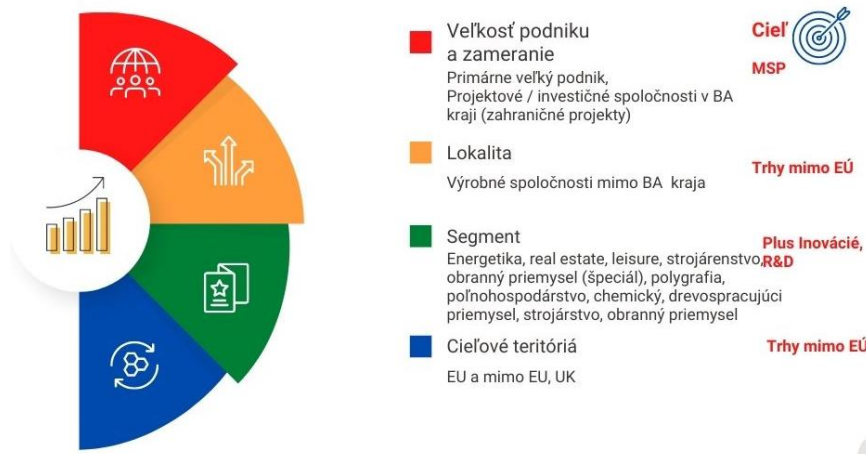 Veľkosť podniku
a zameranie
Primárne veľký podnik,
Projektové / investičné spoločnosti v BA
kraji (zahraničné projekty)
Cieľ
MSP
Lokalita
Výrobné spoločnosti mimo BA kraja
Trhy mimo EÚ
Segment
Energetika, real estate, leisure, strojárenstvo,
obranný priemysel (špeciál), polygrafia,
poľnohospodárstvo, chemický, drevospracujúci
priemysel, strojárstvo, obranný priemysel
Plus Inovácié,
R&D
Cieľové teritóriá
EU a mimo EU, UK
Trhy mimo EÚ